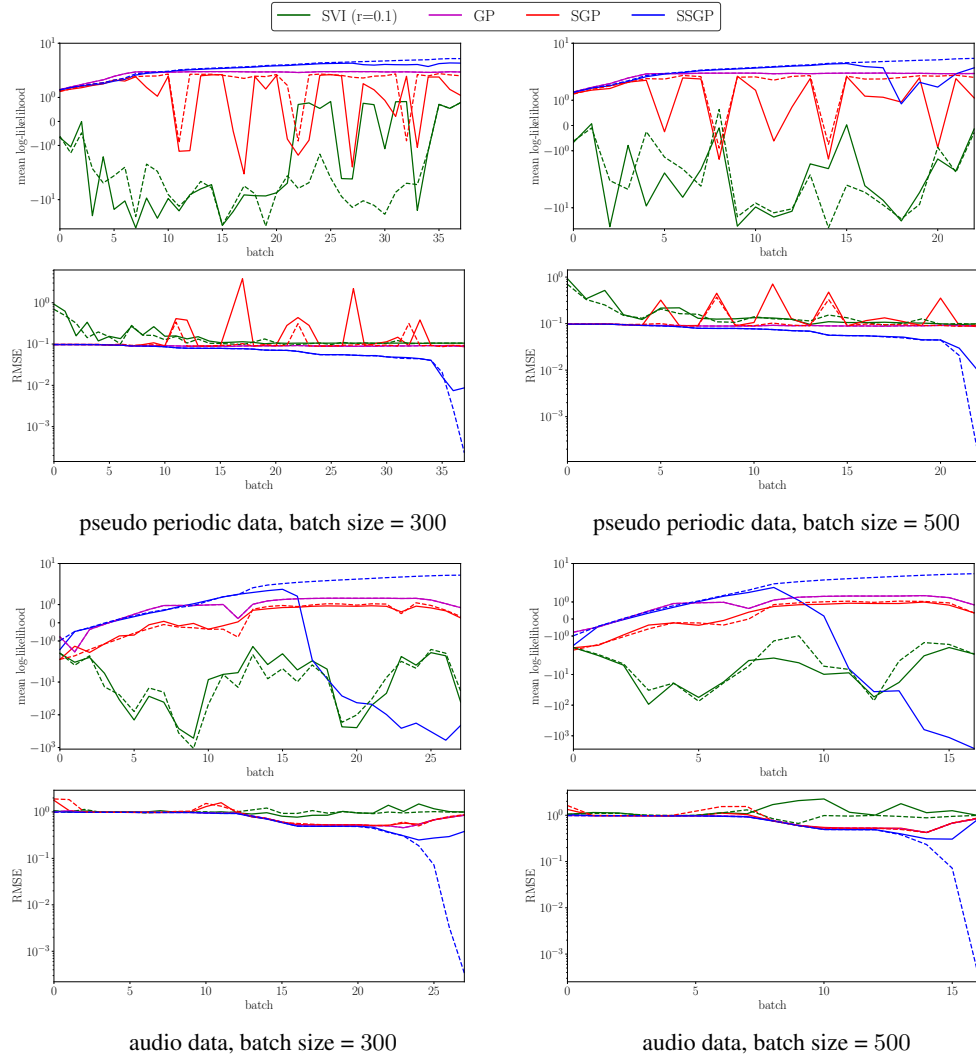 SVI (r=0.1) GP SGP SSGP
10^1
10^0
0
−10^0
−10^1
mean log-likelihood
0 5 10 15 20 25 30 35
batch
10^1
10^0
0
−10^0
−10^1
mean log-likelihood
0 5 10 15 20
batch
10^0
10^-1
10^-2
10^-3
RMSE
0 5 10 15 20 25 30 35
batch
10^0
10^-1
10^-2
10^-3
RMSE
0 5 10 15 20
batch
pseudo periodic data, batch size = 300
pseudo periodic data, batch size = 500
10^1
10^0
0
−10^0
−10^1
−10^2
−10^3
mean log-likelihood
0 5 10 15 20 25
batch
10^1
10^0
0
−10^0
−10^1
−10^2
−10^3
mean log-likelihood
0 5 10 15
batch
10^0
10^-1
10^-2
10^-3
RMSE
0 5 10 15 20 25
batch
10^0
10^-1
10^-2
10^-3
RMSE
0 5 10 15
batch
audio data, batch size = 300
audio data, batch size = 500